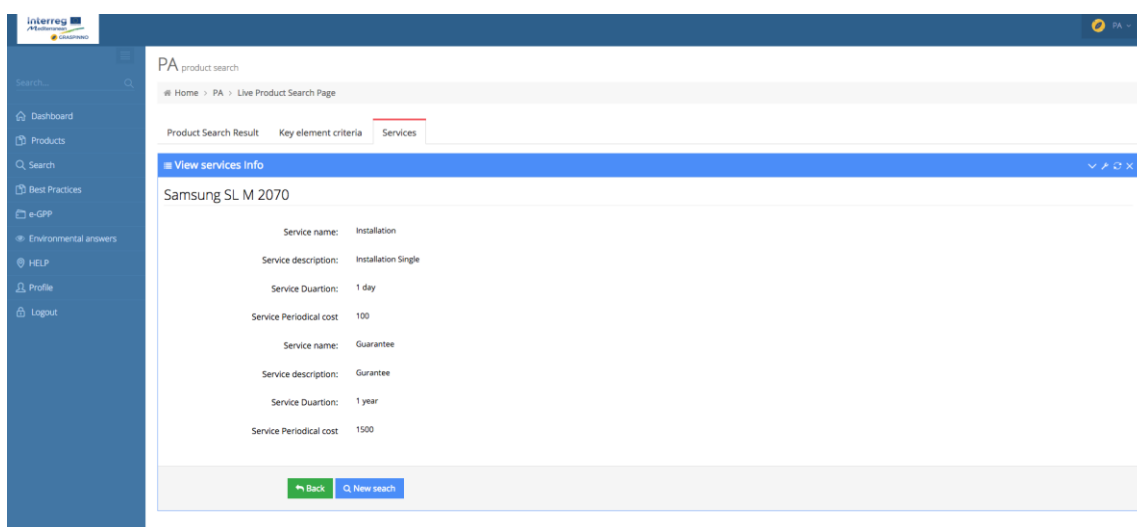 Interreg
Mediterranean
GRASPINNO
PA
Search...
Dashboard
Products
Search
Best Practices
e-GPP
Environmental answers
HELP
Profile
Logout
PA product search
Home > PA > Live Product Search Page
Product Search Result Key element criteria Services
View services Info
Samsung SL M 2070
Service name: Installation
Service description: Installation Single
Service Duartion: 1 day
Service Periodical cost 100
Service name: Guarantee
Service description: Gurantee
Service Duartion: 1 year
Service Periodical cost 1500
Back New seach